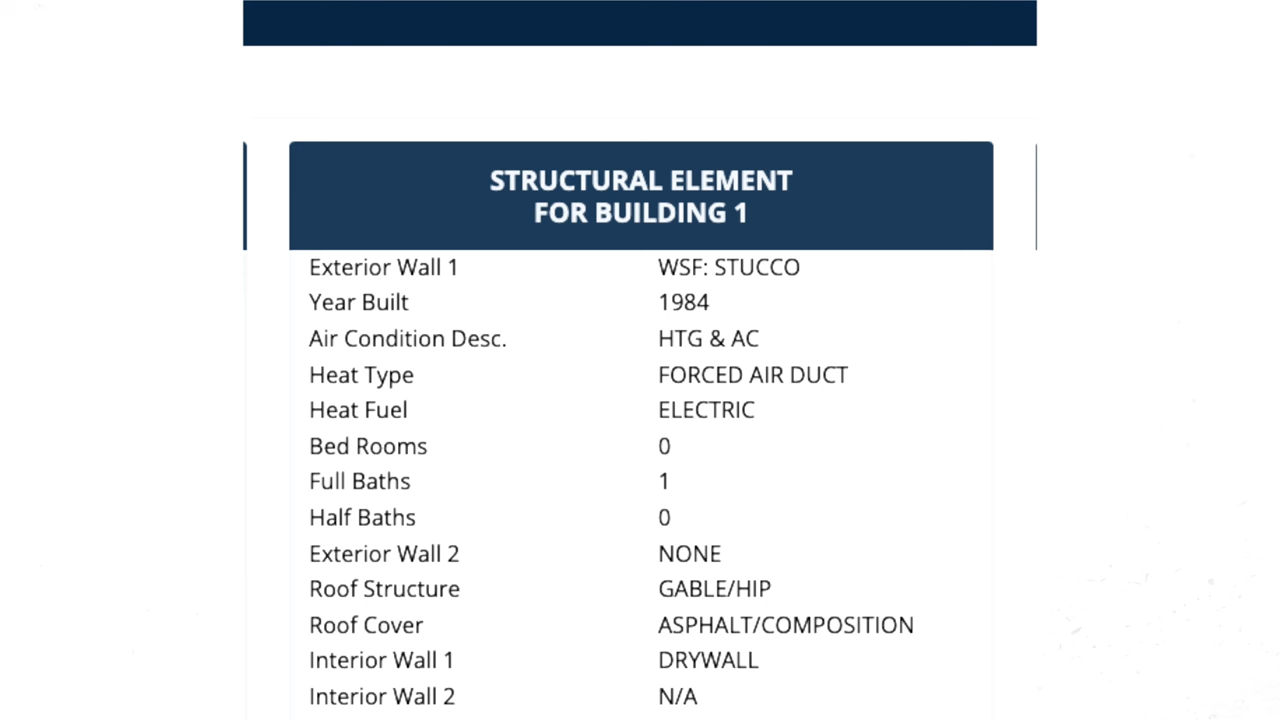 STRUCTURAL ELEMENT
FOR BUILDING 1
Exterior Wall 1 WSF: STUCCO
Year Built 1984
Air Condition Desc. HTG & AC
Heat Type FORCED AIR DUCT
Heat Fuel ELECTRIC
Bed Rooms 0
Full Baths 1
Half Baths 0
Exterior Wall 2 NONE
Roof Structure GABLE/HIP
Roof Cover ASPHALT/COMPOSITION
Interior Wall 1 DRYWALL
Interior Wall 2 N/A